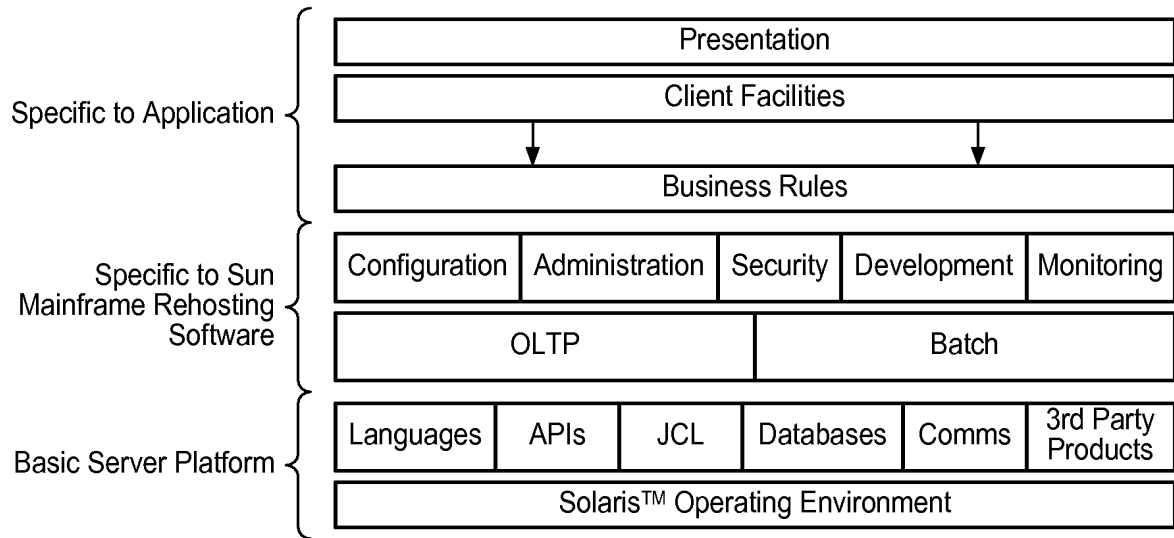 Presentation
Client Facilities
Specific to Application
Business Rules
Specific to Sun
Mainframe Rehosting
Software
Configuration
Administration
Security
Development
Monitoring
OLTP
Batch
Basic Server Platform
Languages
APIs
JCL
Databases
Comms
3rd Party
Products
Solaris™ Operating Environment